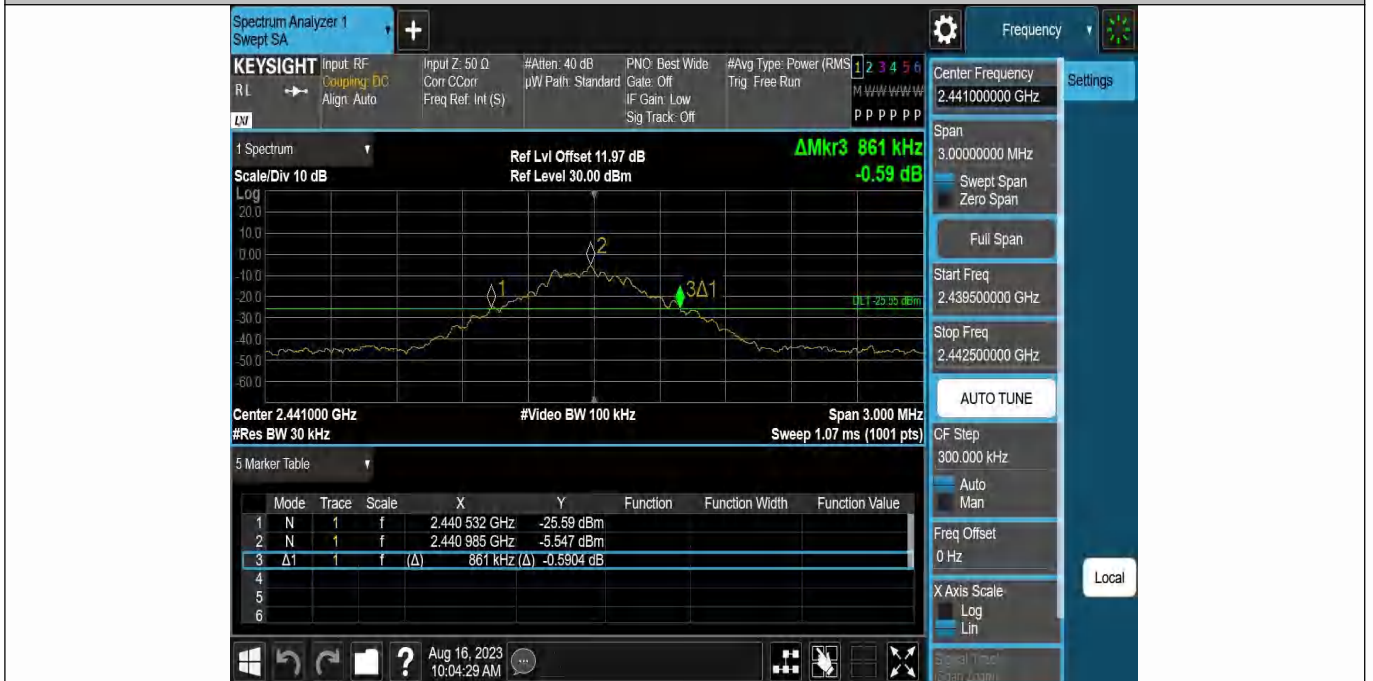 Spectrum Analyzer 1
Swept SA
+
Frequency
KEYSIGHT Input: RF Input Z: 50 Ω #Atten: 40 dB PNO: Best Wide #Avg Type: Power (RMS 1 2 3 4 5 6
RL Coupling: DC Corr CCorr µW Path: Standard Gate: Off Trig: Free Run M W W W W W
Align: Auto Freq Ref: Int (S) IF Gain: Low
LXI Sig Track: Off P P P P P P
1 Spectrum
Ref Lvl Offset 11.97 dB
ΔMkr3 861 kHz
Scale/Div 10 dB Ref Level 30.00 dBm -0.59 dB
Log
20.0
10.0
0.00
-10.0
-20.0
-30.0
-40.0
-50.0
-60.0
2
1
3Δ1
DL1 -25.55 dBm
Center 2.441000 GHz #Video BW 100 kHz Span 3.000 MHz
#Res BW 30 kHz Sweep 1.07 ms (1001 pts)
5 Marker Table
Mode Trace Scale X Y Function Function Width Function Value
1 N 1 f 2.440 532 GHz -25.59 dBm
2 N 1 f 2.440 985 GHz -5.547 dBm
3 Δ1 1 f (Δ) 861 kHz (Δ) -0.5904 dB
4
5
6
Aug 16, 2023
10:04:29 AM
?
Center Frequency
2.441000000 GHz
Settings
Span
3.00000000 MHz
Swept Span
Zero Span
Full Span
Start Freq
2.439500000 GHz
Stop Freq
2.442500000 GHz
AUTO TUNE
CF Step
300.000 kHz
Auto
Man
Freq Offset
0 Hz
X Axis Scale
Log
Lin
Local
Signal Track
(Span Zoom)